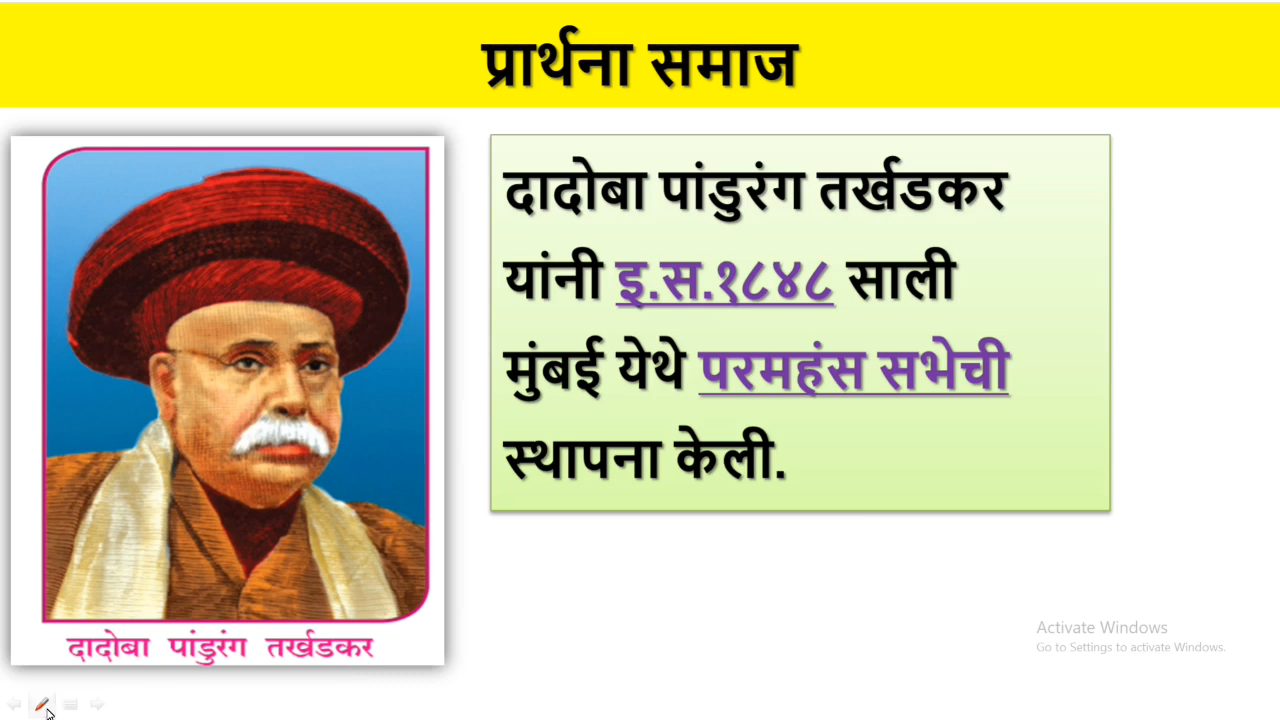 प्रार्थना समाज
दादोबा पांडुरंग तर्खडकर
यांनी इ.स.१८४८ साली
मुंबई येथे परमहंस सभेची
स्थापना केली.
दादोबा पांडुरंग तर्खडकर
Activate Windows
Go to Settings to activate Windows.